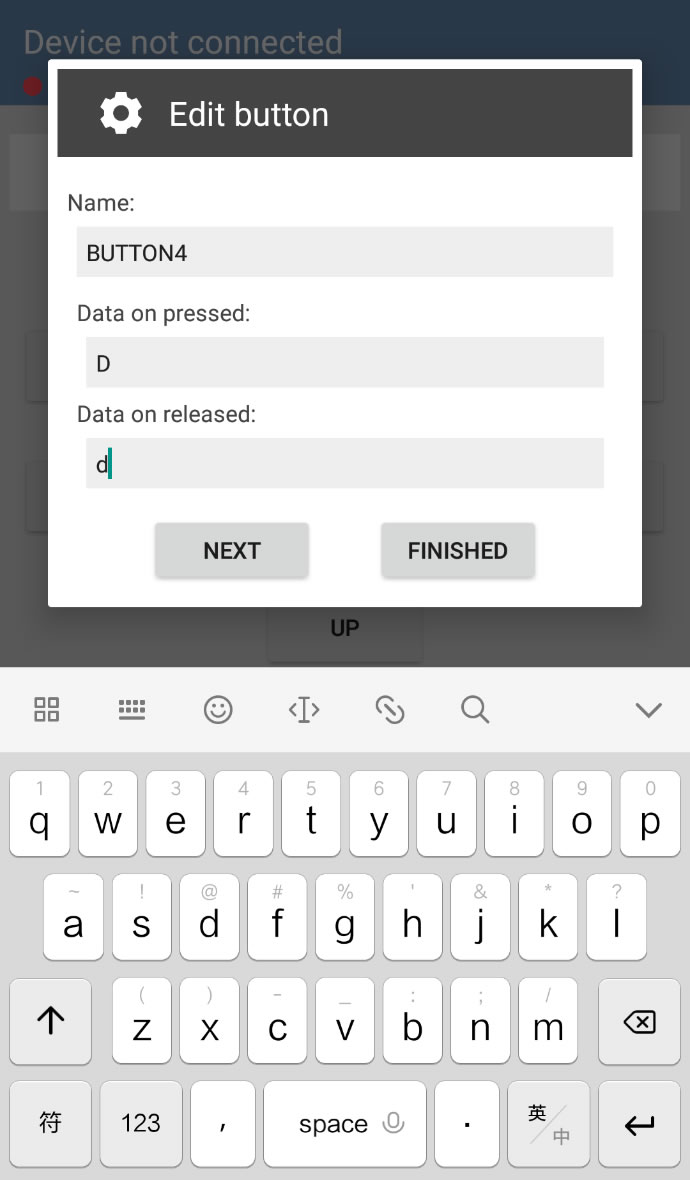 Device not connected
Edit button
Name:
BUTTON4
Data on pressed:
D
Data on released:
d
NEXT FINISHED
UP
1 2 3 4 5 6 7 8 9 0
q w e r t y u i o p
~ ! @ # % ' & * ?
a s d f g h j k l
( ) - _ : ; /
z x c v b n m
符 123 , space . 英/中